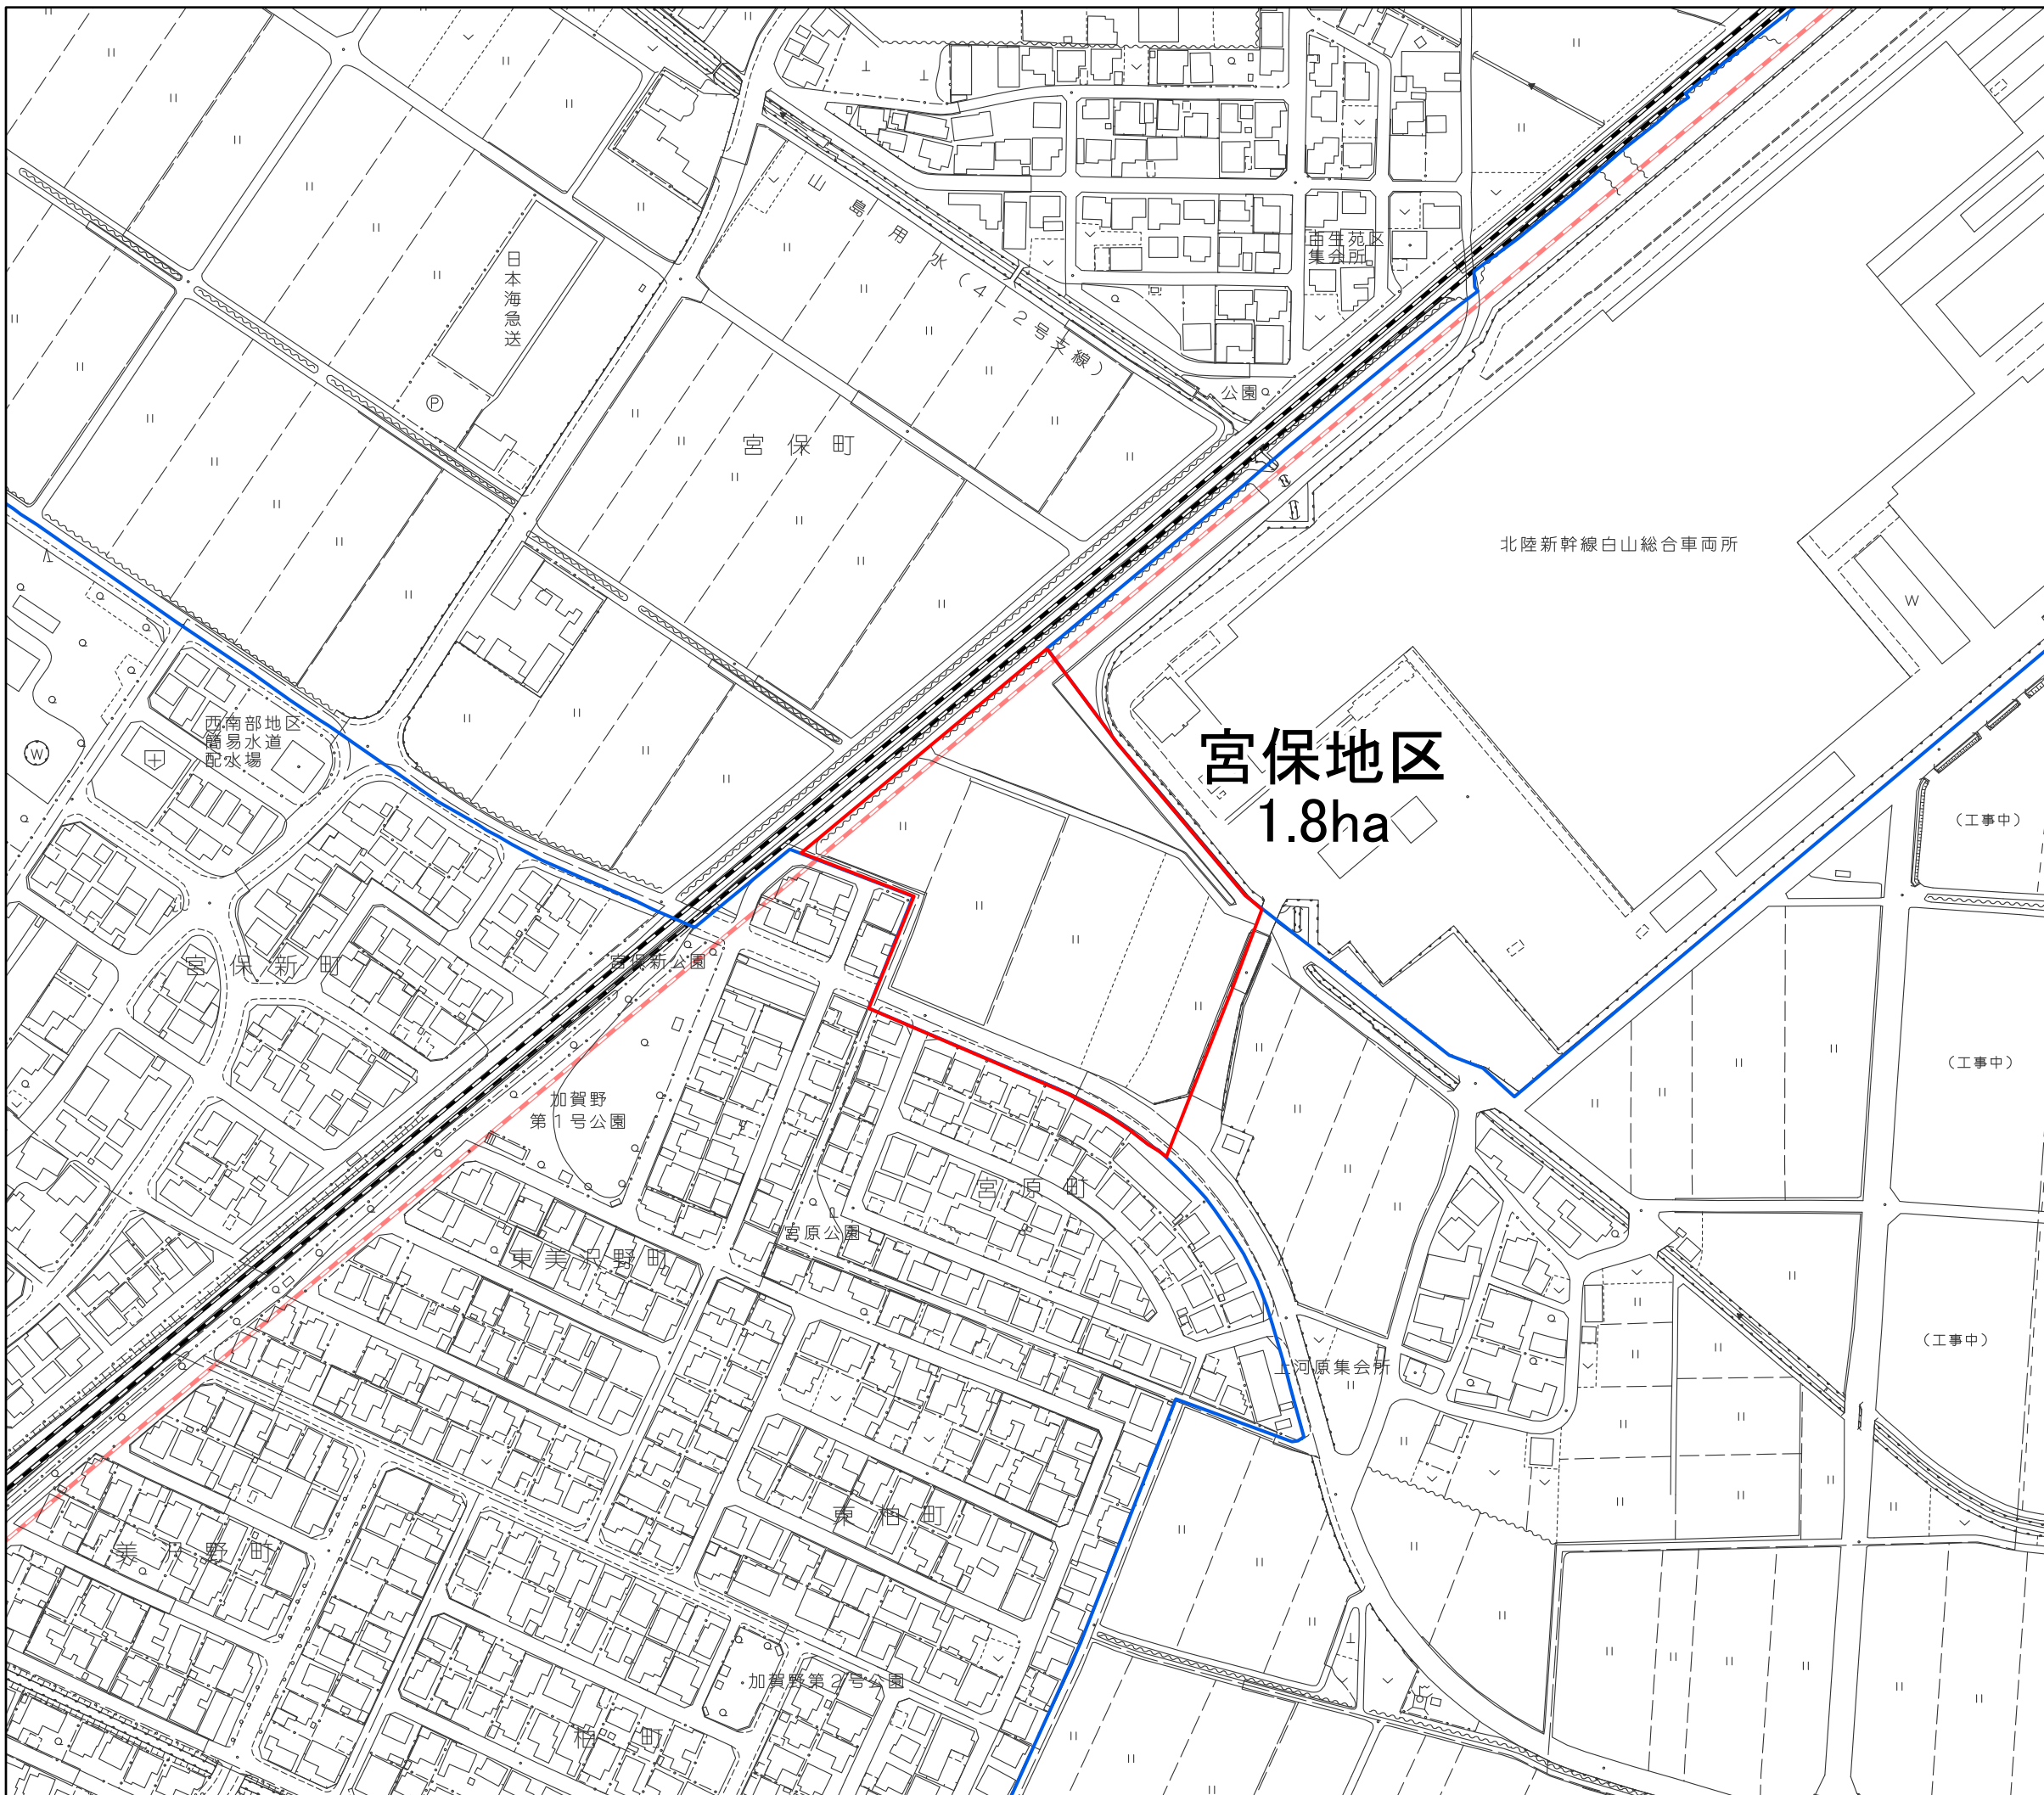 山島用水(4-2号支線)
日本海急送
P
集会所
公園
宮保町
北陸新幹線白山総合車両所
W
西南部地区
簡易水道
配水場
W
宮保地区
1.8ha
(工事中)
宮保新町
宮保新公園
(工事中)
加賀野
第1号公園
宮原町
宮原公園
東美沢野町
(工事中)
上河原集会所
東柏町
美沢野町
加賀野第2号公園
柏町